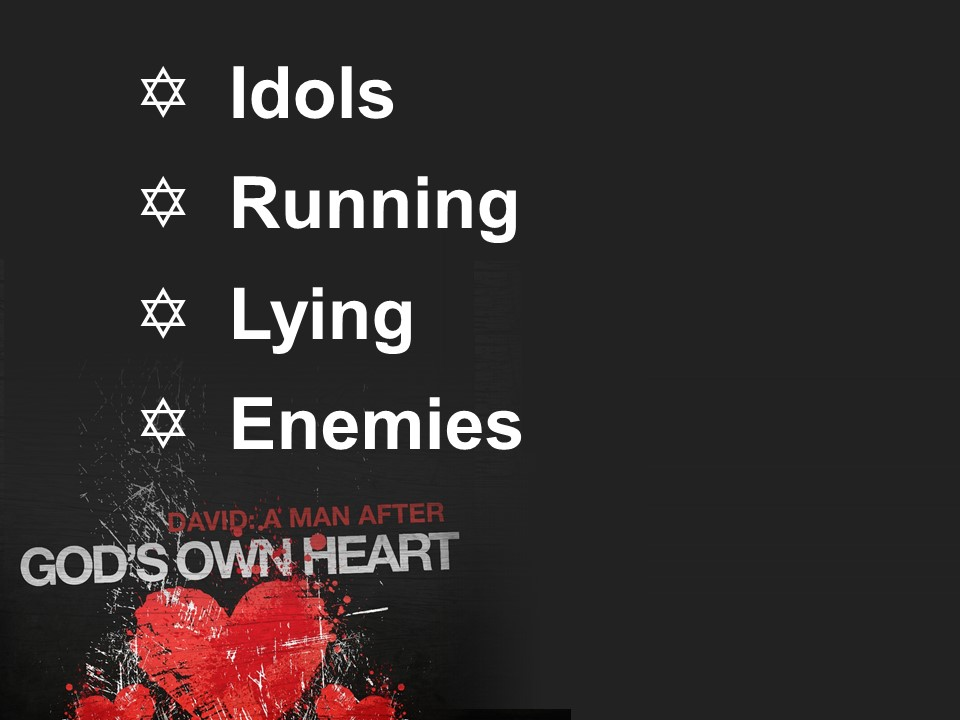 ✡ Idols
✡ Running
✡ Lying
✡ Enemies
DAVID: A MAN AFTER
GOD'S OWN HEART